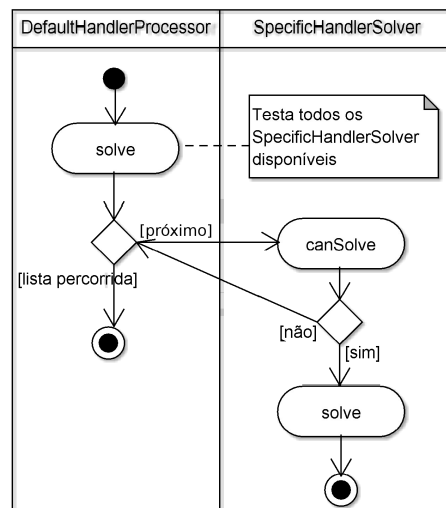 DefaultHandlerProcessor
SpecificHandlerSolver
Testa todos os
SpecificHandlerSolver
disponíveis
solve
[próximo]
canSolve
[lista percorrida]
[não]
[sim]
solve